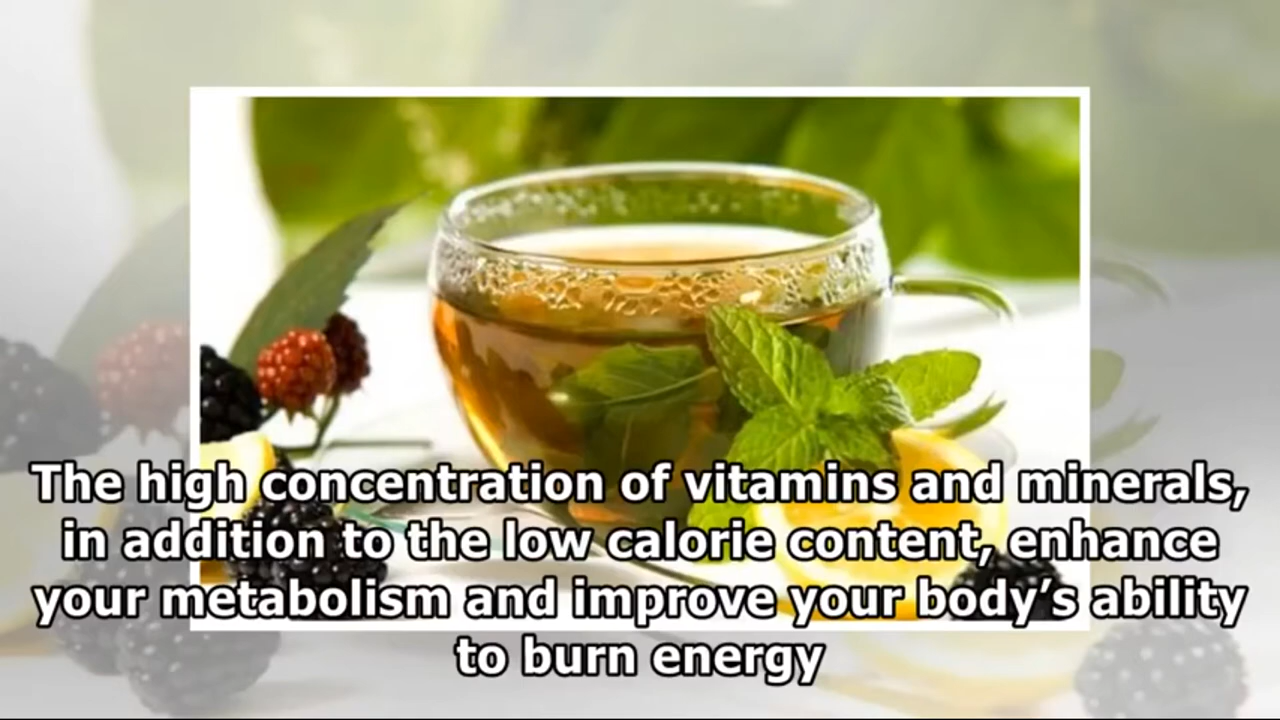 The high concentration of vitamins and minerals,
in addition to the low calorie content, enhance
your metabolism and improve your body’s ability
to burn energy